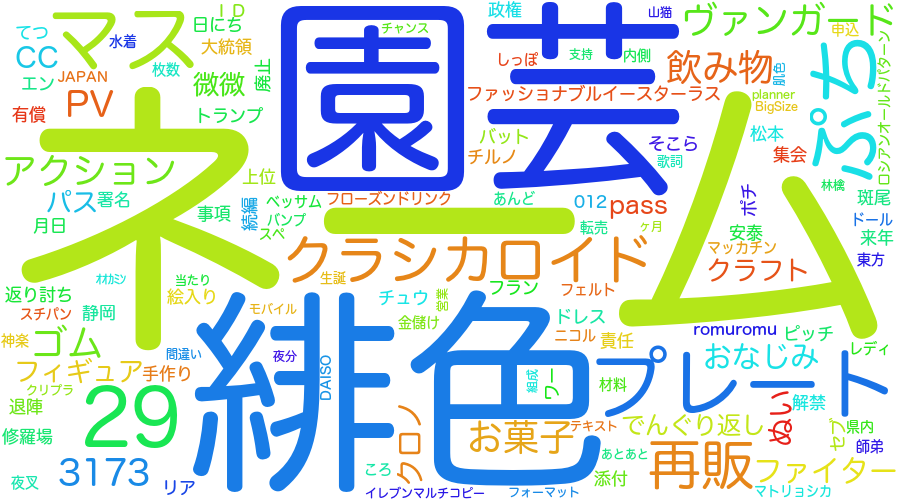 ID
チャンス
政権
山猫
ヴァンガード
申込
マス
日にち
てつ
水着
大統領
CC
JAPAN
枚数
エン
微微
廃止
PV
有償
トランプ
園芸
支持
内側
しっぽ
飲み物
肌色
ファッショナブルイースターラス
planner
BigSize
ぷち
ロシアンオールドパターン
アクション
上位
バット
チルノ
そこら
歌詞
松本
集会
林檎
斑尾
パス
署名
月日
事項
続編
ベッサム
バンプ
スペ
フローズンドリンク
あんど
012
転売
pass
ヶ月
ポチ
安泰
ドール
来年
東方
ネーム
クラシカロイド
マッカチン
クラフト
オオカミン
当たり
生誕
フラン
フェルト
返り討ち
スチパン
静岡
絵入り
モバイル
チュウ
営業
金儲け
ドレス
ニコル
責任
romuromu
ピッチ
レディ
神楽
ゴム
間違い
夜分
フィギュア
手作り
クリプラ
DAISO
緋色
組成
ワー
材料
プレート
おなじみ
解禁
退陣
29
修羅場
クロノ
お菓子
テキスト
でんぐり返し
ぬい
セブ
県内
師弟
夜叉
3173
リア
ころ
イレブンマルチコピー
フォーマット
あとあと
添付
再販
ファイター
マトリョシカ